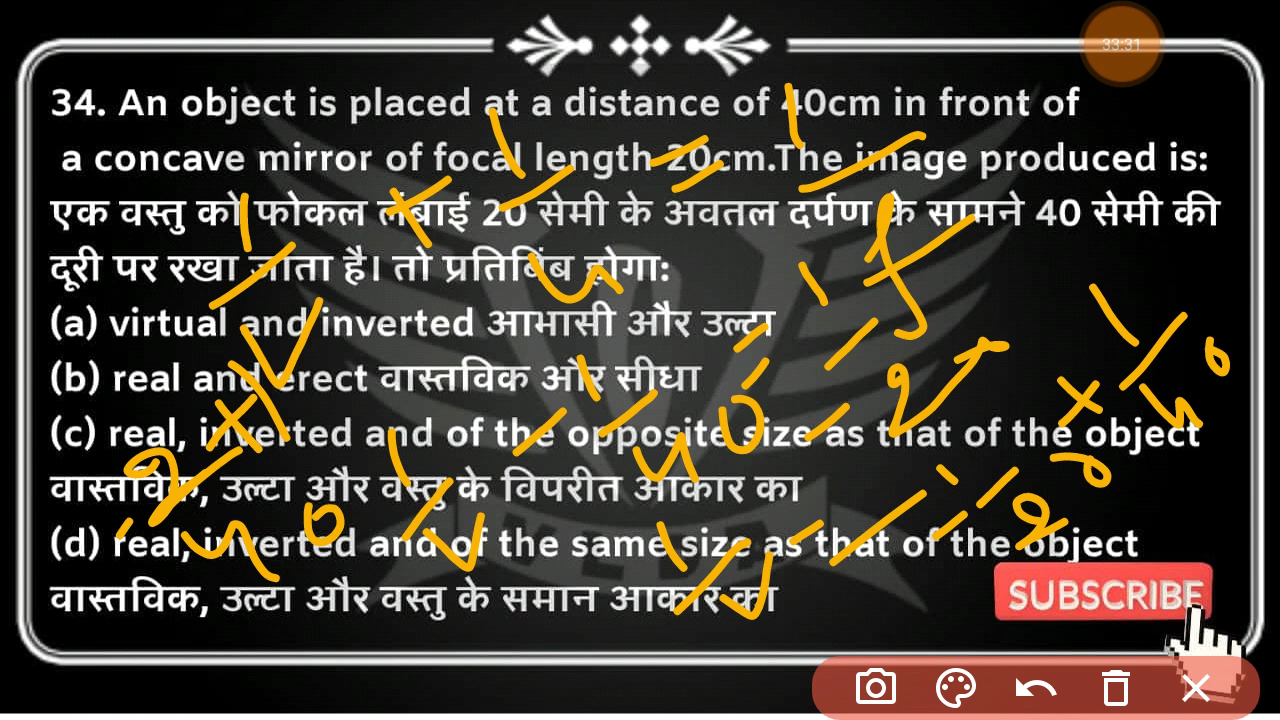 33:31
34. An object is placed at a distance of 40cm in front of
a concave mirror of focal length 20cm.The image produced is:
एक वस्तु को फोकल लंबाई 20 सेमी के अवतल दर्पण के सामने 40 सेमी की
दूरी पर रखा जाता है। तो प्रतिबिंब होगा:
(a) virtual and inverted आभासी और उल्टा
(b) real and erect वास्तविक और सीधा
(c) real, inverted and of the opposite size as that of the object
वास्तविक, उल्टा और वस्तु के विपरीत आकार का
(d) real, inverted and of the same size as that of the object
वास्तविक, उल्टा और वस्तु के समान आकार का
SUBSCRIBE